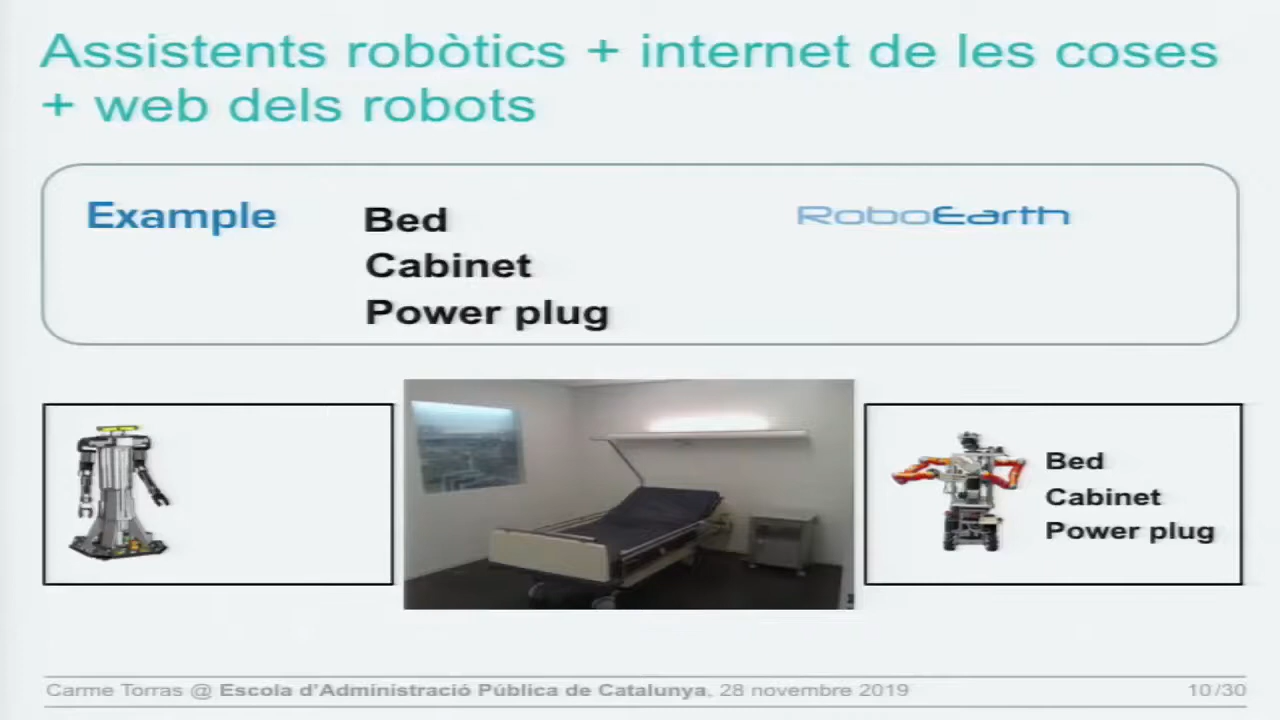 Assistents robòtics + internet de les coses
+ web dels robots
Example
RoboEarth
Bed
Cabinet
Power plug
Bed
Cabinet
Power plug
Carme Torras @ Escola d'Administració Pública de Catalunya, 28 novembre 2019
10/30